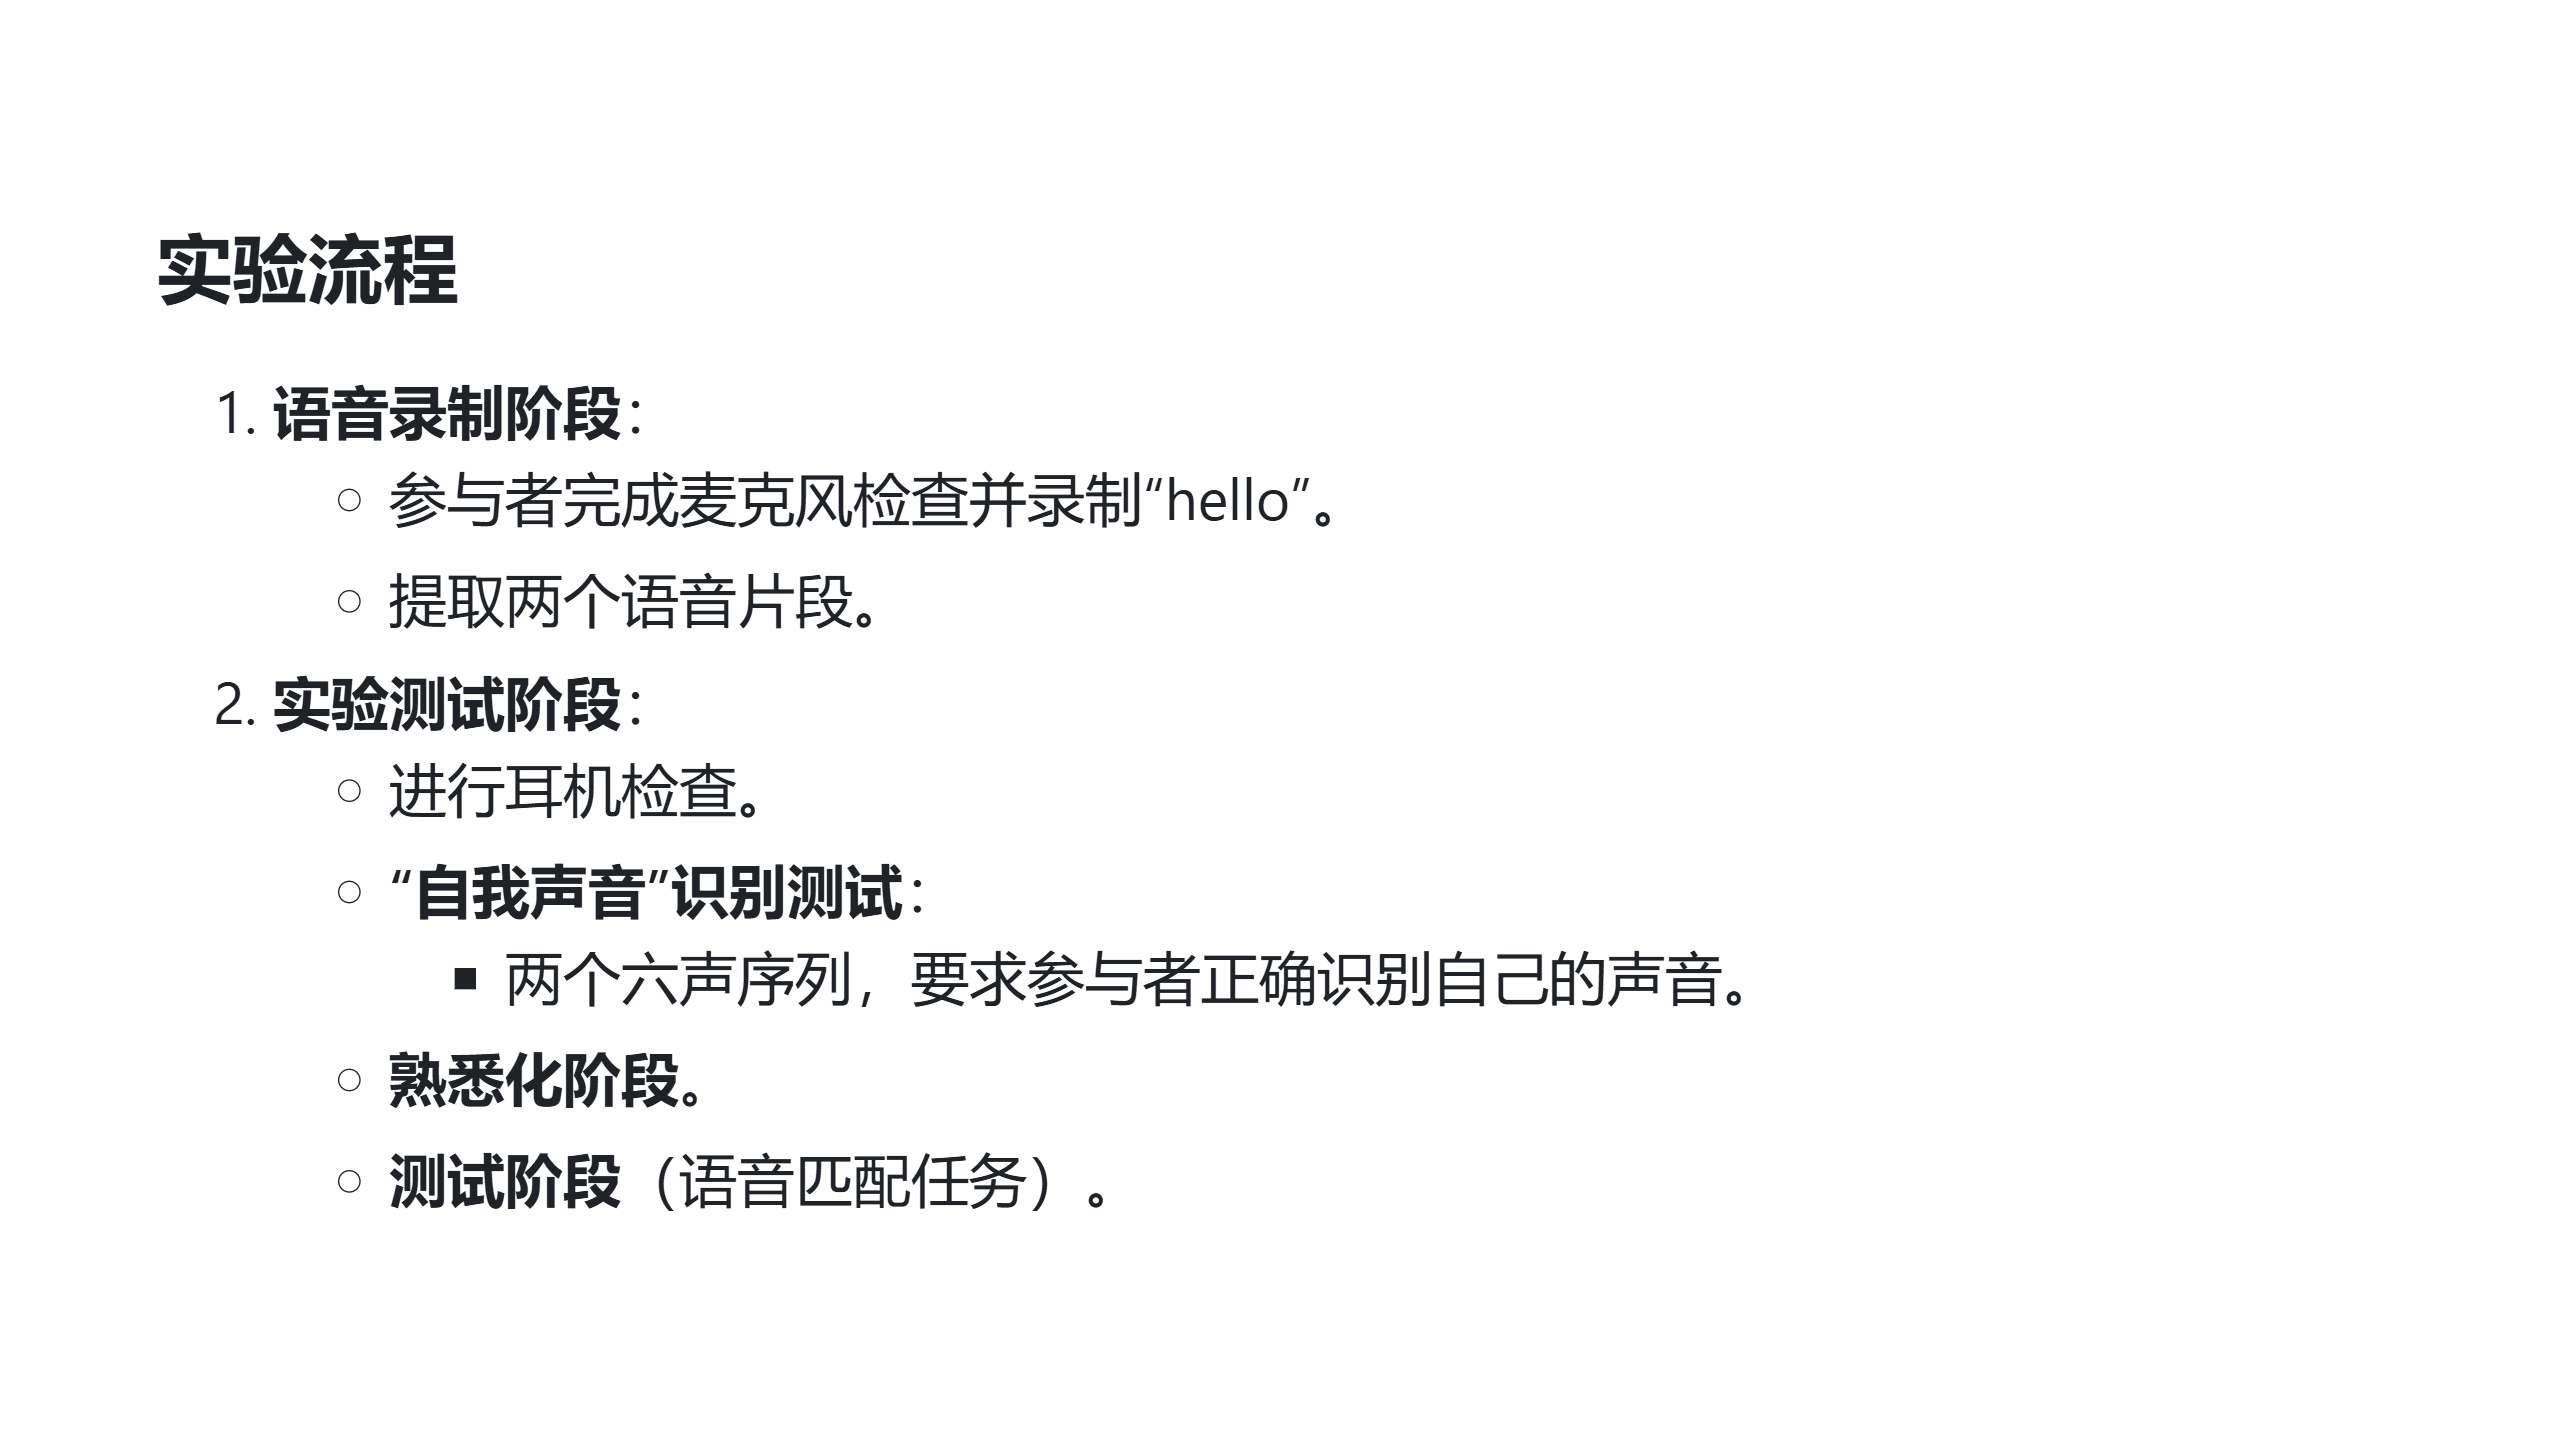 实验流程
1. 语音录制阶段：
○ 参与者完成麦克风检查并录制“hello”。
○ 提取两个语音片段。
2. 实验测试阶段：
○ 进行耳机检查。
○ “自我声音”识别测试：
■ 两个六声序列，要求参与者正确识别自己的声音。
○ 熟悉化阶段。
○ 测试阶段（语音匹配任务）。